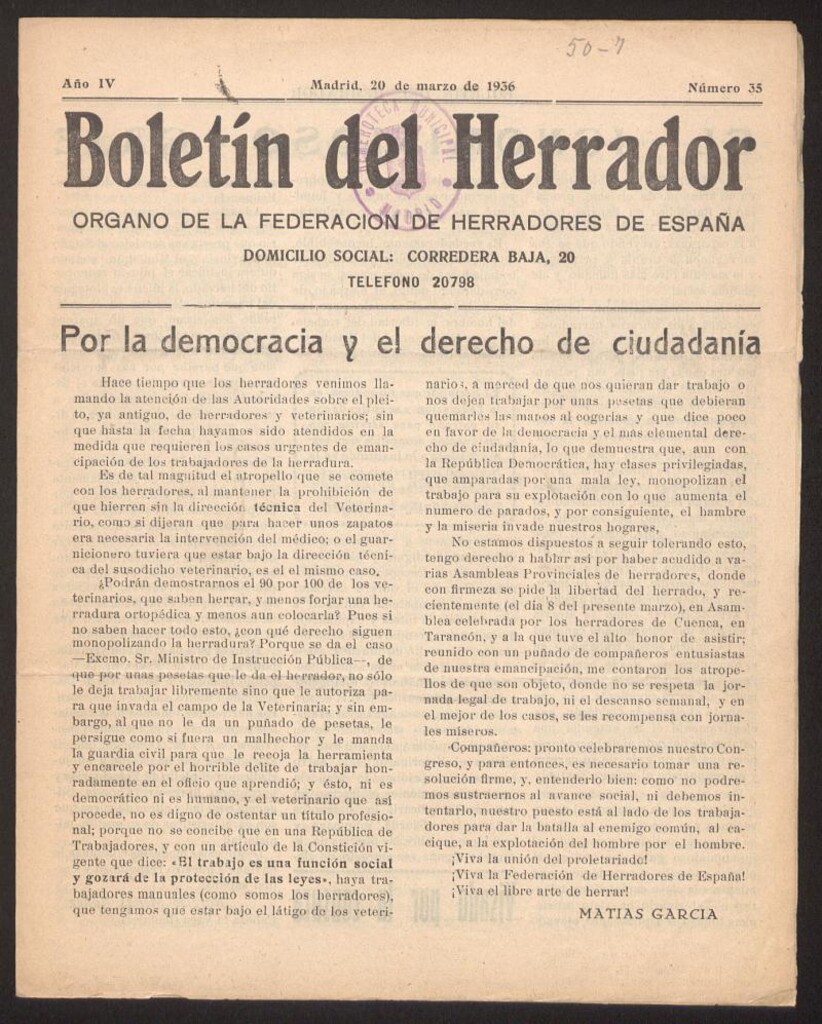 50-7
Año IV
Madrid, 20 de marzo de 1936
Número 35
HEMEROTECA MUNICIPAL
MADRID
Boletín del Herrador
ORGANO DE LA FEDERACION DE HERRADORES DE ESPAÑA
DOMICILIO SOCIAL: CORREDERA BAJA, 20
TELEFONO 20798
Por la democracia y el derecho de ciudadanía
Hace tiempo que los herradores venimos lla-
mando la atención de las Autoridades sobre el plei-
to, ya antiguo, de herradores y veterinarios; sin
que hasta la fecha hayamos sido atendidos en la
medida que requieren los casos urgentes de eman-
cipación de los trabajadores de la herradura.
Es de tal magnitud el atropello que se comete
con los herradores, al mantener la prohibición de
que hierren sin la dirección técnica del Veterina-
rio, como si dijeran que para hacer unos zapatos
era necesaria la intervención del médico; o el guar-
nicionero tuviera que estar bajo la dirección técni-
ca del susodicho veterinario, es el el mismo caso.
¿Podrán demostrarnos el 90 por 100 de los ve-
terinarios, que saben herrar, y menos forjar una he-
rradura ortopédica y menos aun colocarla? Pues si
no saben hacer todo esto, ¿con qué derecho siguen
monopolizando la herradura? Porque se da el caso
—Excmo. Sr. Ministro de Instrucción Pública—, de
que por unas pesetas que le da el herrador, no sólo
le deja trabajar libremente sino que le autoriza pa-
ra que invada el campo de la Veterinaria; y sin em-
bargo, al que no le da un puñado de pesetas, le
persigue como si fuera un malhechor y le manda
la guardia civil para que le recoja la herramienta
y encarcele por el horrible delite de trabajar hon-
radamente en el oficio que aprendió; y ésto, ni es
democrático ni es humano, y el veterinario que así
procede, no es digno de ostentar un título profesio-
nal; porque no se concibe que en una República de
Trabajadores, y con un artículo de la Constición vi-
gente que dice: «El trabajo es una función social
y gozará de la protección de las leyes», haya tra-
bajadores manuales (como somos los herradores),
que tengamos que estar bajo el látigo de los veteri-
narios, a merced de que nos quieran dar trabajo o
nos dejen trabajar por unas pesetas que debieran
quemarles las manos al cogerlas y que dice poco
en favor de la democracia y el más elemental dere-
cho de ciudadanía, lo que demuestra que, aun con
la República Democrática, hay clases privilegiadas,
que amparadas por una mala ley, monopolizan el
trabajo para su explotación con lo que aumenta el
numero de parados, y por consiguiente, el hambre
y la miseria invade nuestros hogares,
No estamos dispuestos a seguir tolerando esto,
tengo derecho a hablar así por haber acudido a va-
rias Asambleas Provinciales de herradores, donde
con firmeza se pide la libertad del herrado, y re-
cientemente (el día 8 del presente marzo), en Asam-
blea celebrada por los herradores de Cuenca, en
Tarancón, y a la que tuve el alto honor de asistir;
reunido con un puñado de compañeros entusiastas
de nuestra emancipación, me contaron los atrope-
llos de que son objeto, donde no se respeta la jor-
nada legal de trabajo, ni el descanso semanal, y en
el mejor de los casos, se les recompensa con jorna-
les míseros.
Compañeros: pronto celebraremos nuestro Con-
greso, y para entonces, es necesario tomar una re-
solución firme, y, entenderlo bien: como no podre-
mos sustraernos al avance social, ni debemos in-
tentarlo, nuestro puesto está al lado de los trabaja-
dores para dar la batalla al enemigo común, al ca-
cique, a la explotación del hombre por el hombre.
¡Viva la unión del proletariado!
¡Viva la Federación de Herradores de España!
¡Viva el libre arte de herrar!
MATIAS GARCIA